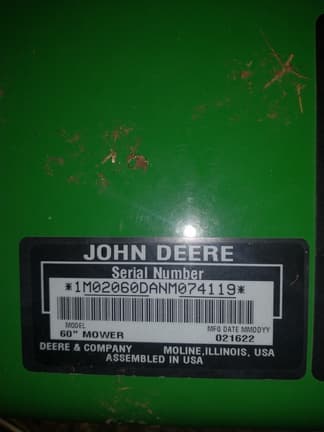 JOHN DEERE
Serial Number
*1M02060DANM074119*
MODEL MFG DATE MMDDYY
60" MOWER 021622
DEERE & COMPANY MOLINE, ILLINOIS, USA
ASSEMBLED IN USA